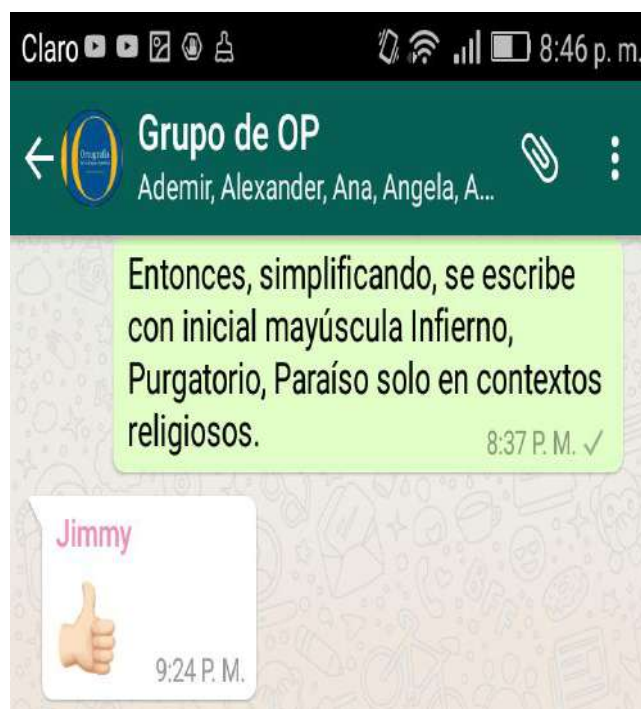 Claro 8:46 p. m.
Grupo de OP
Ademir, Alexander, Ana, Angela, A...
Entonces, simplificando, se escribe
con inicial mayúscula Infierno,
Purgatorio, Paraíso solo en contextos
religiosos.
8:37 P. M.
Jimmy
9:24 P. M.